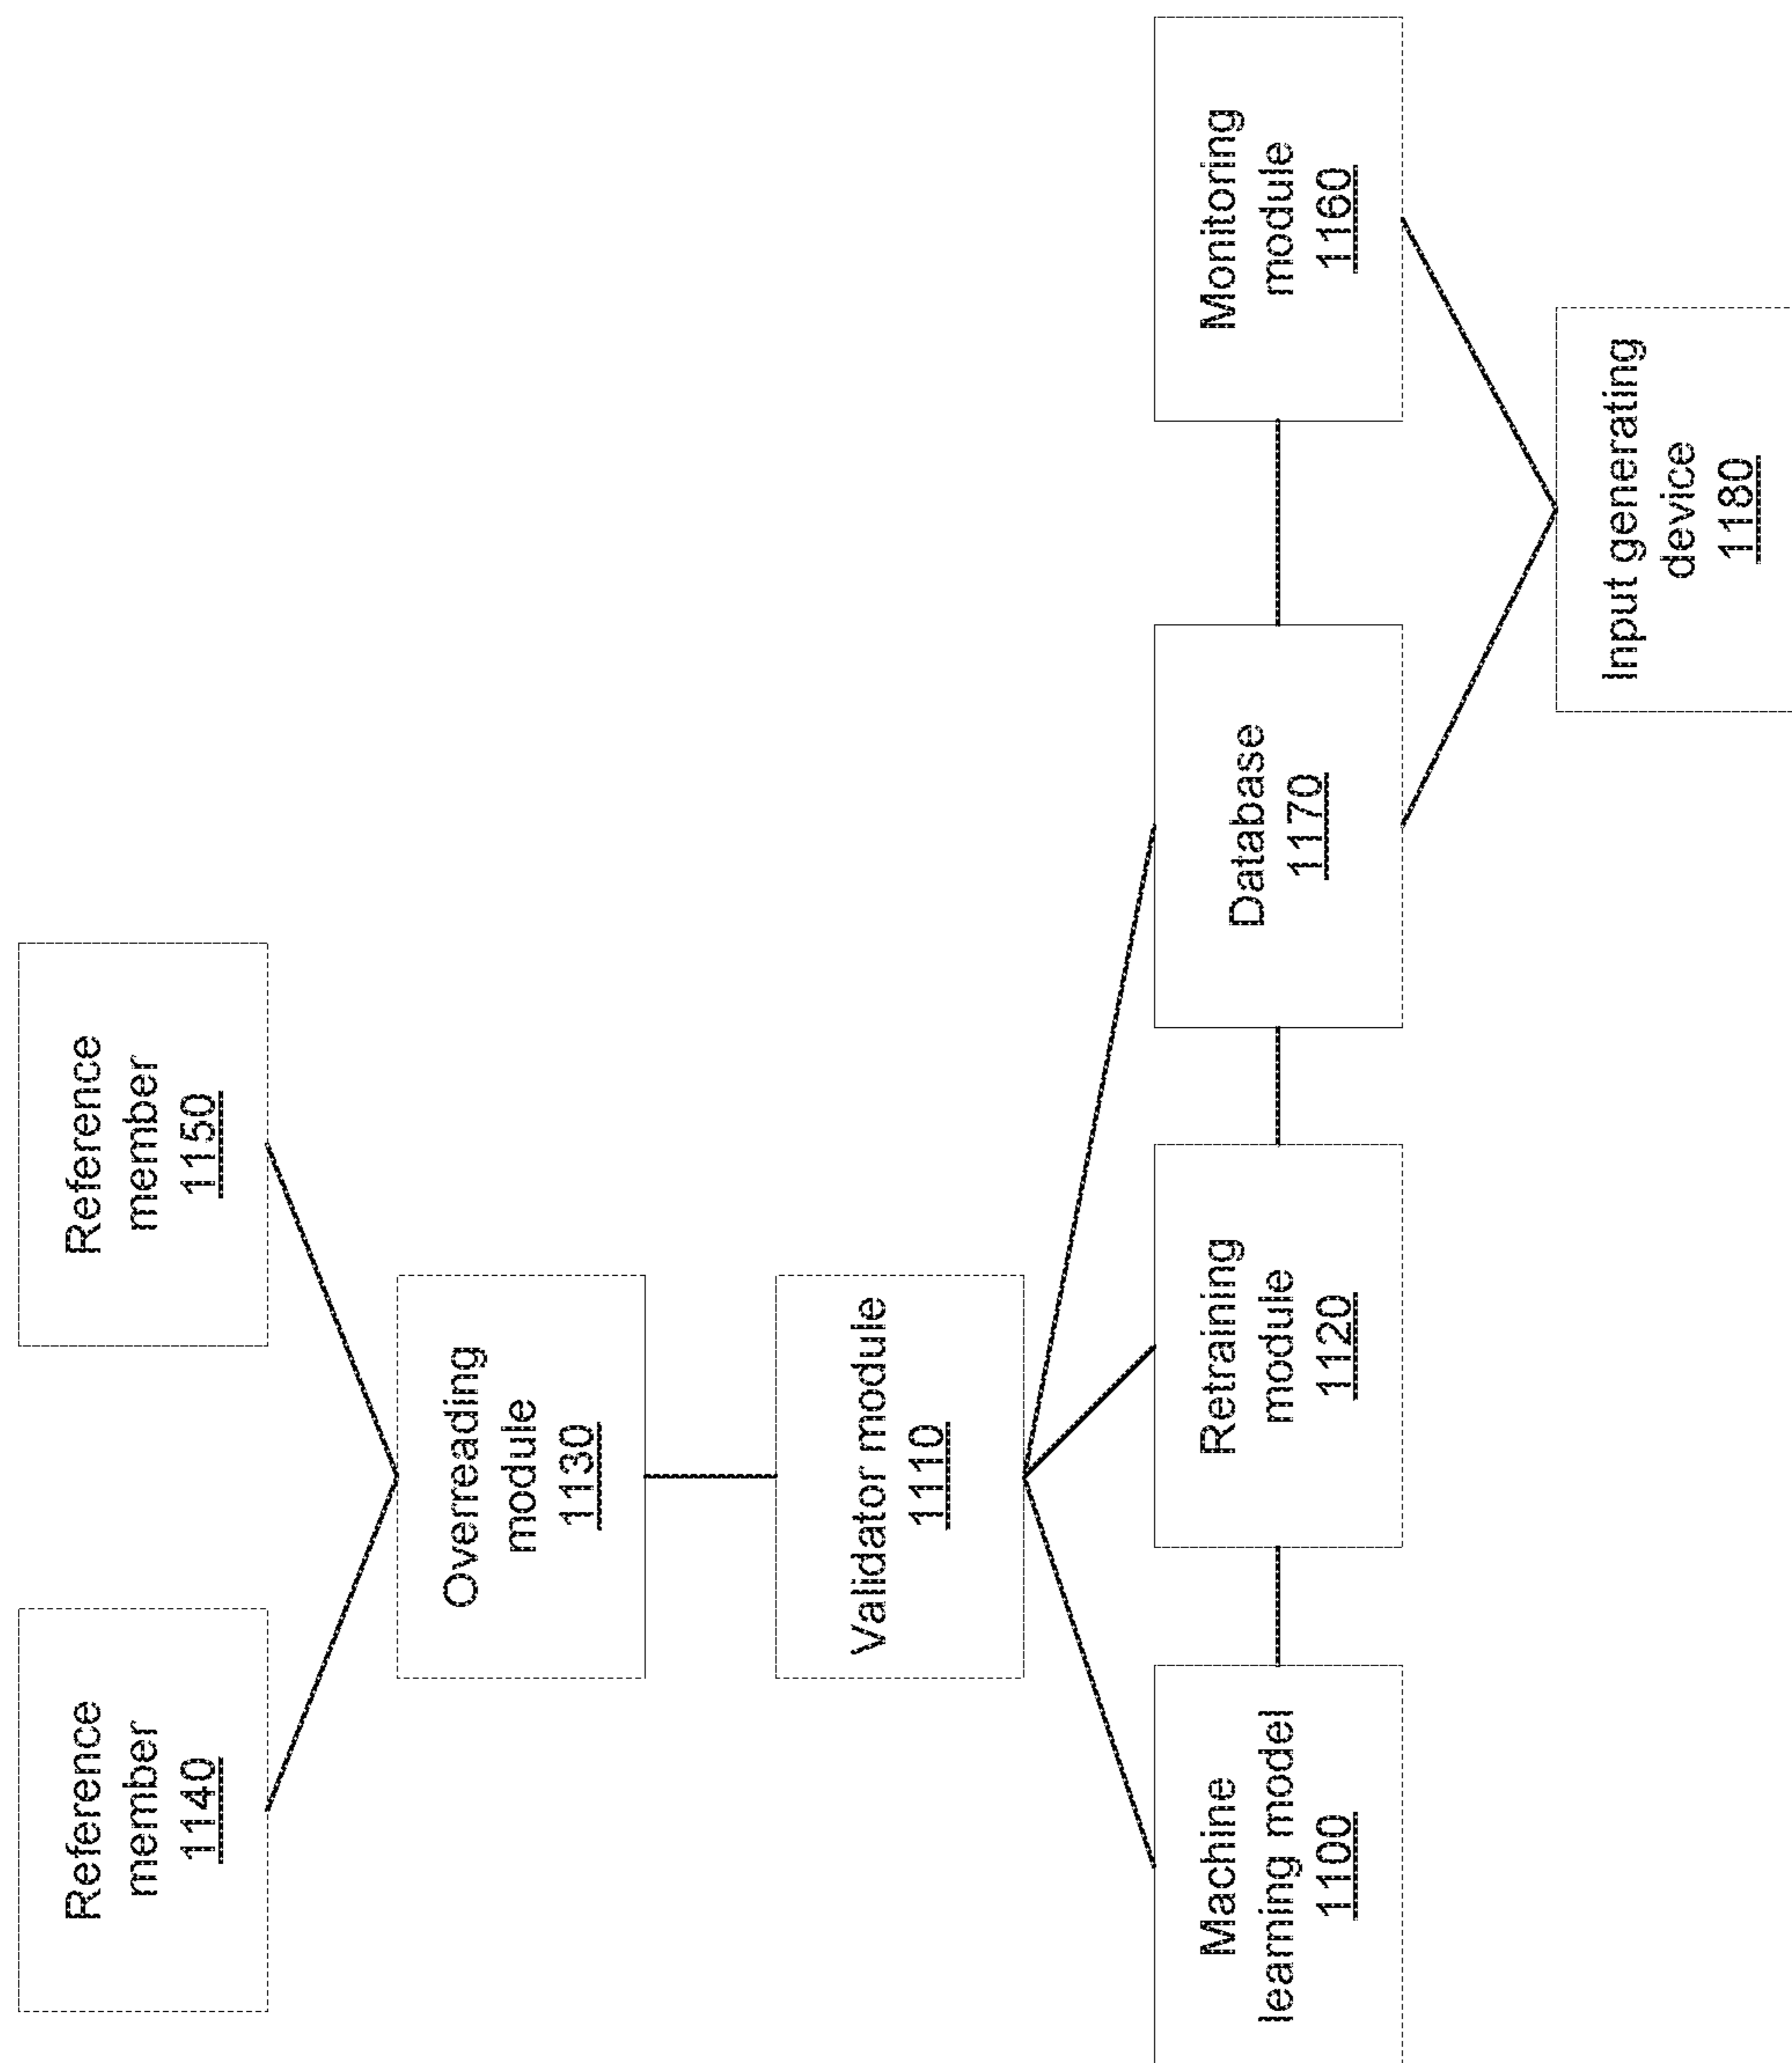 Reference
member
1140
Reference
member
1150
Overreading
module
1130
Validator module
1110
Machine
learning model
1100
Retraining
module
1120
Database
1170
Monitoring
module
1160
Input generating
device
1180